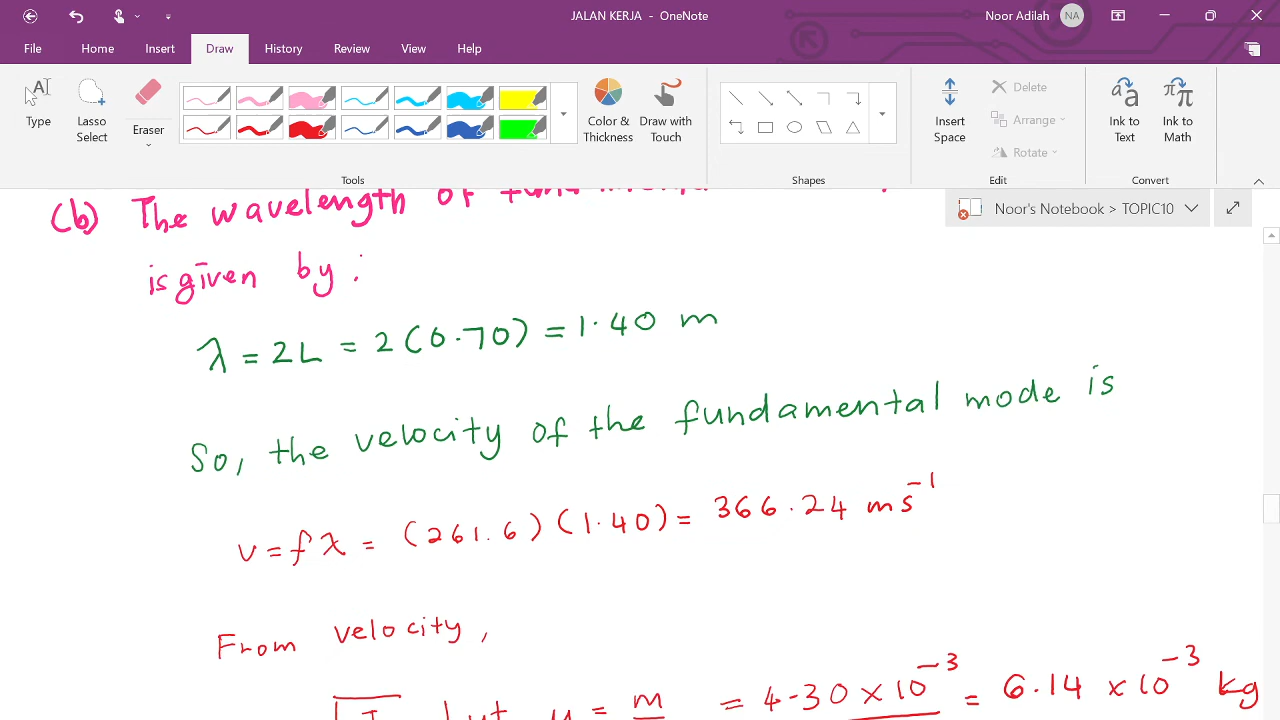 JALAN KERJA - OneNote
Noor Adilah NA
File Home Insert Draw History Review View Help
Type
Lasso Select
Eraser
Color & Thickness
Draw with Touch
Insert Space
Delete
Arrange
Rotate
Ink to Text
Ink to Math
Tools Shapes Edit Convert
Noor's Notebook > TOPIC10
(b) The wavelength of
is given by :
λ = 2L = 2(0.70) = 1.40 m
So, the velocity of the fundamental mode is
v = fλ = (261.6)(1.40) = 366.24 ms⁻¹
From velocity,
but μ = m = 4.30 × 10⁻³ = 6.14 × 10⁻³ kg